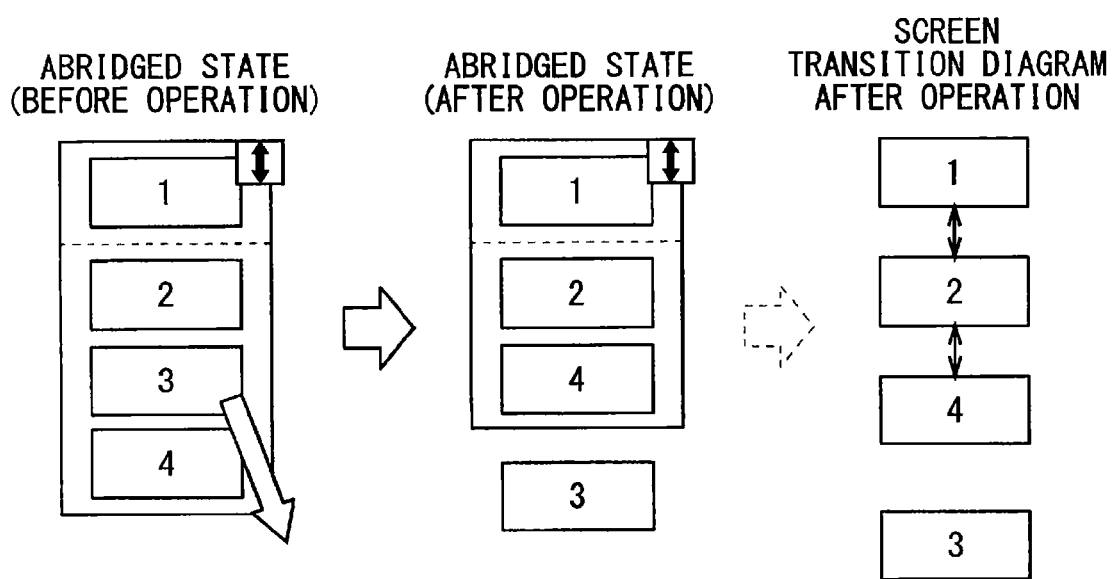 ABRIDGED STATE
(BEFORE OPERATION)
1
2
3
4
ABRIDGED STATE
(AFTER OPERATION)
1
2
4
3
SCREEN
TRANSITION DIAGRAM
AFTER OPERATION
1
2
4
3